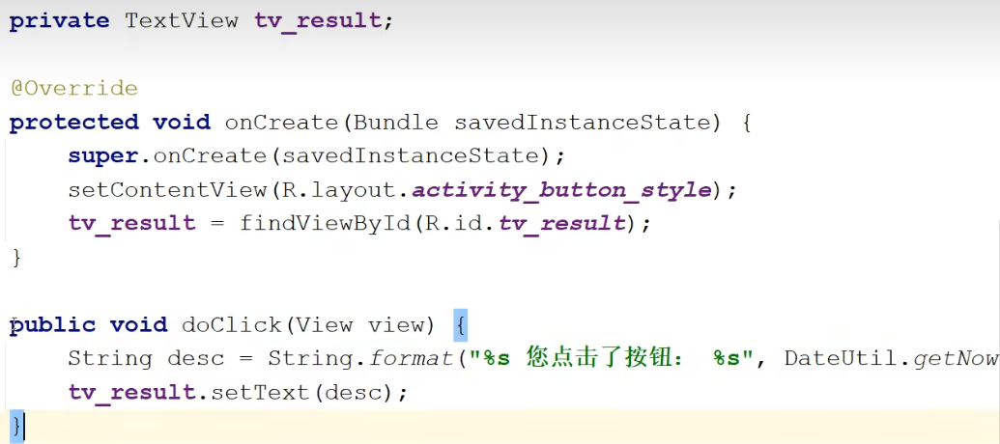 private TextView tv_result;
@Override
protected void onCreate(Bundle savedInstanceState) {
super.onCreate(savedInstanceState);
setContentView(R.layout.activity_button_style);
tv_result = findViewById(R.id.tv_result);
}
public void doClick(View view) {
String desc = String.format("%s 您点击了按钮： %s", DateUtil.getNow
tv_result.setText(desc);
}